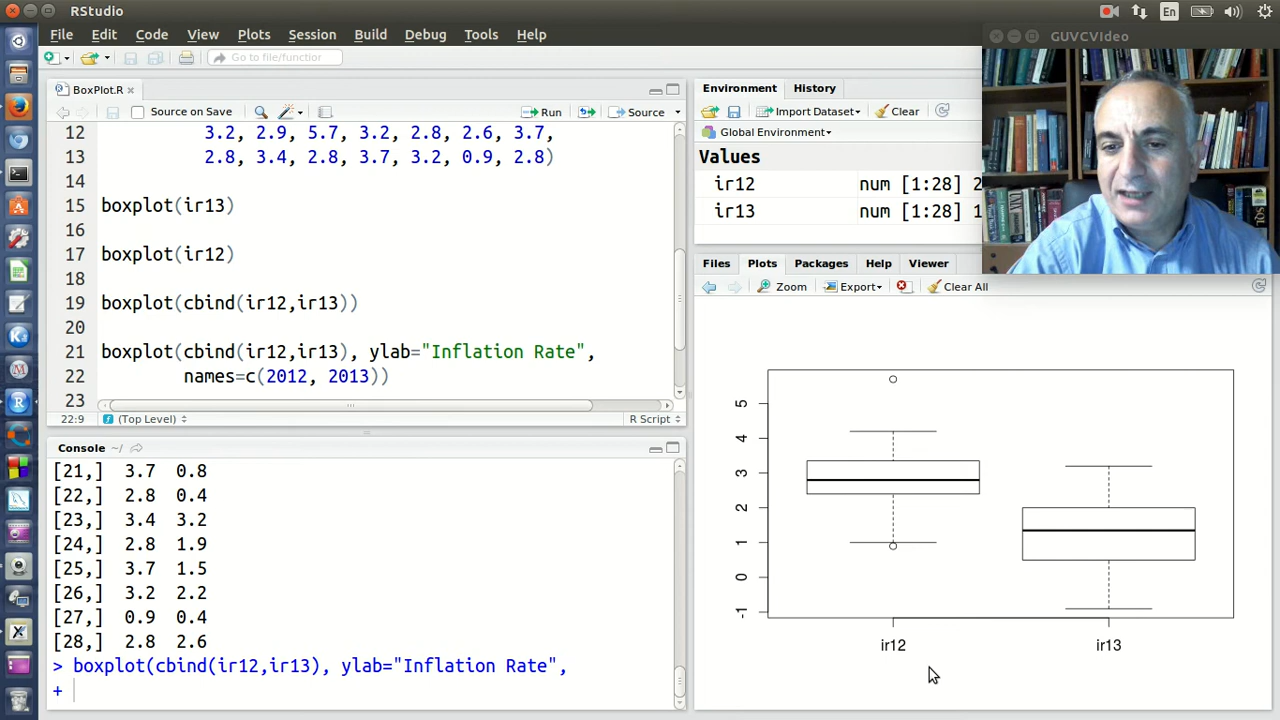 RStudio
En
File Edit Code View Plots Session Build Debug Tools Help
Go to file/function
GUVCVIdeo
BoxPlot.R
Source on Save
Run
Source
12 3.2, 2.9, 5.7, 3.2, 2.8, 2.6, 3.7,
13 2.8, 3.4, 2.8, 3.7, 3.2, 0.9, 2.8)
14
15 boxplot(ir13)
16
17 boxplot(ir12)
18
19 boxplot(cbind(ir12,ir13))
20
21 boxplot(cbind(ir12,ir13), ylab="Inflation Rate",
22 names=c(2012, 2013))
23
22:9 (Top Level) R Script
Console ~/
[21,] 3.7 0.8
[22,] 2.8 0.4
[23,] 3.4 3.2
[24,] 2.8 1.9
[25,] 3.7 1.5
[26,] 3.2 2.2
[27,] 0.9 0.4
[28,] 2.8 2.6
> boxplot(cbind(ir12,ir13), ylab="Inflation Rate",
+
Environment History
Import Dataset Clear
Global Environment
Values
ir12 num [1:28] 2
ir13 num [1:28] 1
Files Plots Packages Help Viewer
Zoom Export Clear All
5
4
3
2
1
0
-1
ir12 ir13